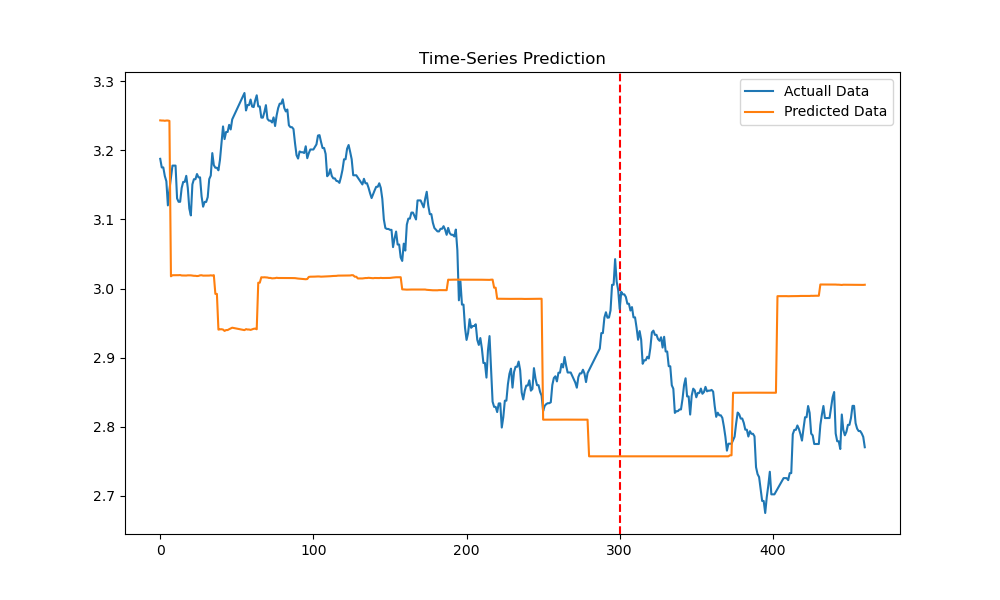 Time-Series Prediction
Actuall Data
Predicted Data
3.3
3.2
3.1
3.0
2.9
2.8
2.7
0 100 200 300 400